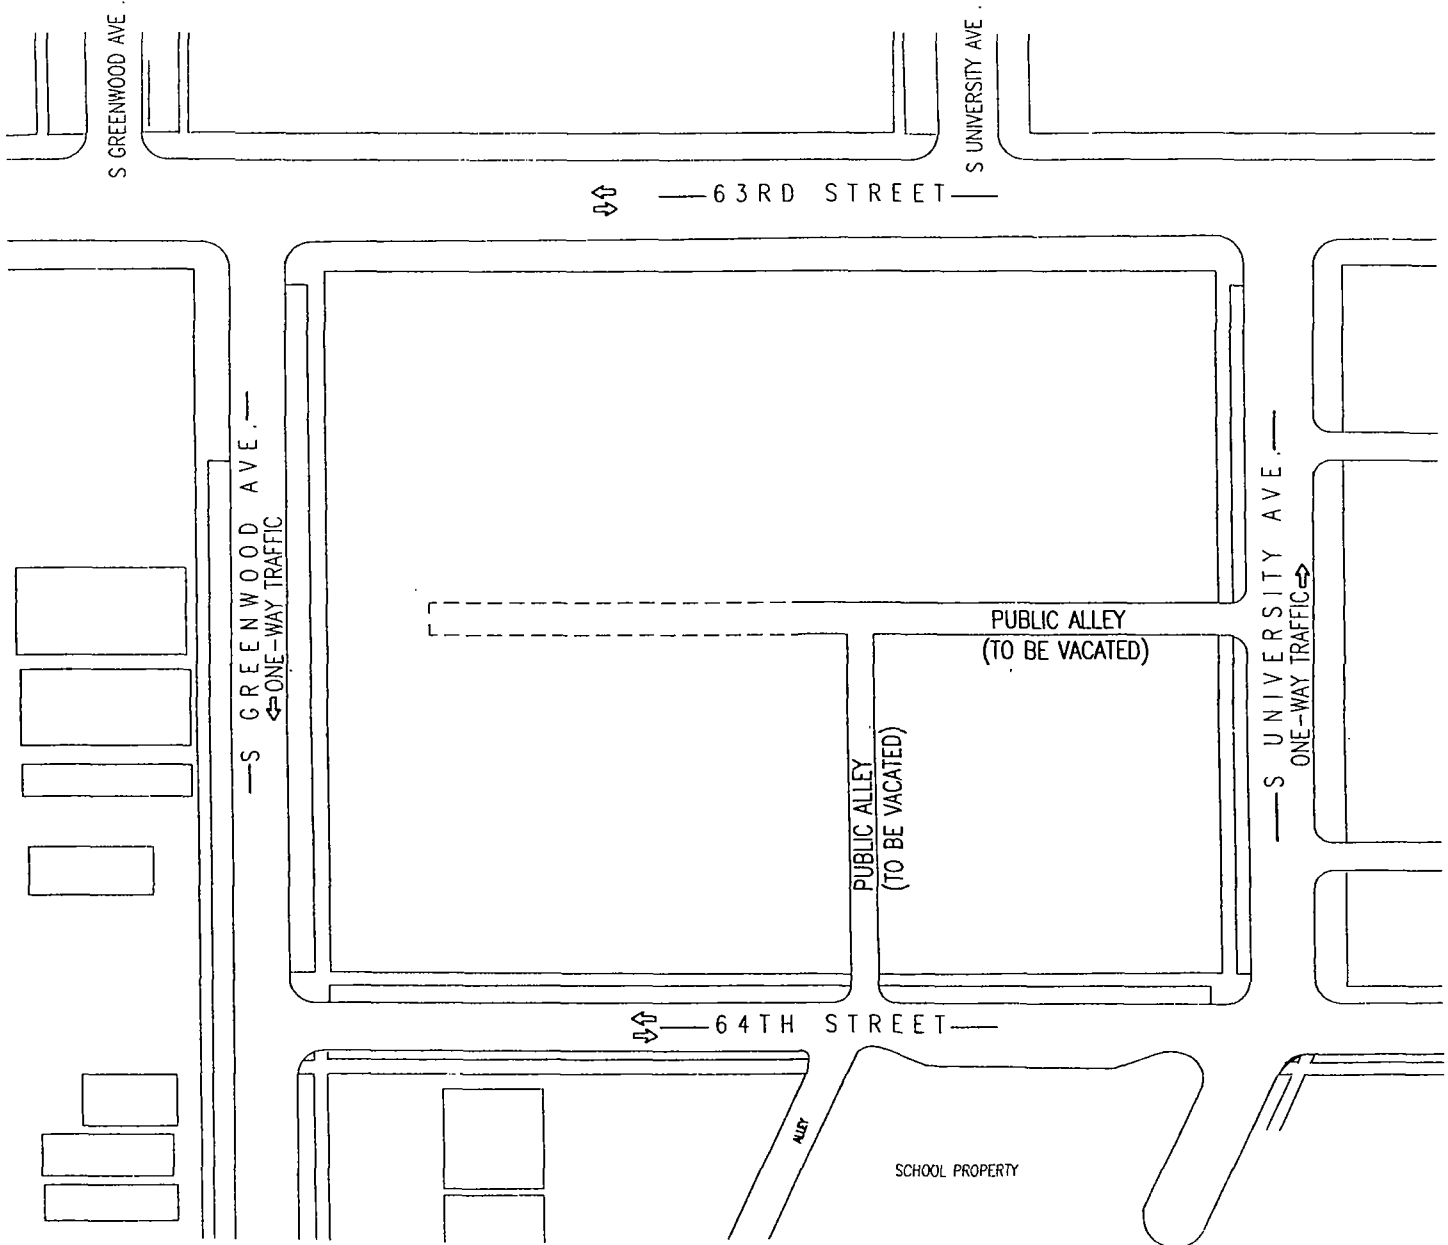 S GREENWOOD AVE.
S UNIVERSITY AVE.
63RD STREET
S GREENWOOD AVE.
ONE-WAY TRAFFIC
S UNIVERSITY AVE.
ONE-WAY TRAFFIC
PUBLIC ALLEY
(TO BE VACATED)
PUBLIC ALLEY
(TO BE VACATED)
64TH STREET
ALLEY
SCHOOL PROPERTY